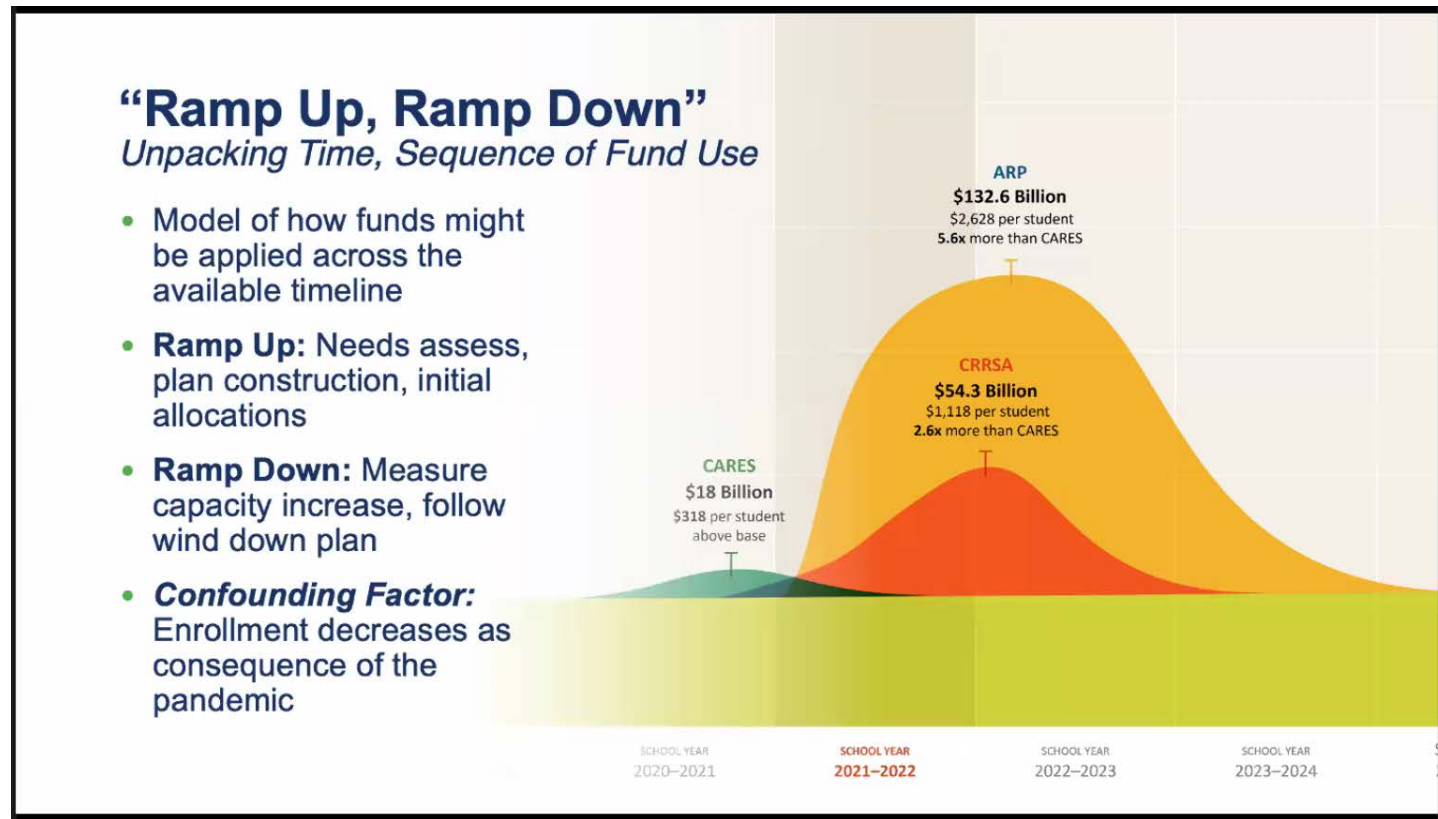 “Ramp Up, Ramp Down”
Unpacking Time, Sequence of Fund Use
• Model of how funds might
be applied across the
available timeline
• Ramp Up: Needs assess,
plan construction, initial
allocations
• Ramp Down: Measure
capacity increase, follow
wind down plan
• Confounding Factor:
Enrollment decreases as
consequence of the
pandemic
ARP
$132.6 Billion
$2,628 per student
5.6x more than CARES
CRRSA
$54.3 Billion
$1,118 per student
2.6x more than CARES
CARES
$18 Billion
$318 per student
above base
SCHOOL YEAR
2020–2021
SCHOOL YEAR
2021–2022
SCHOOL YEAR
2022–2023
SCHOOL YEAR
2023–2024